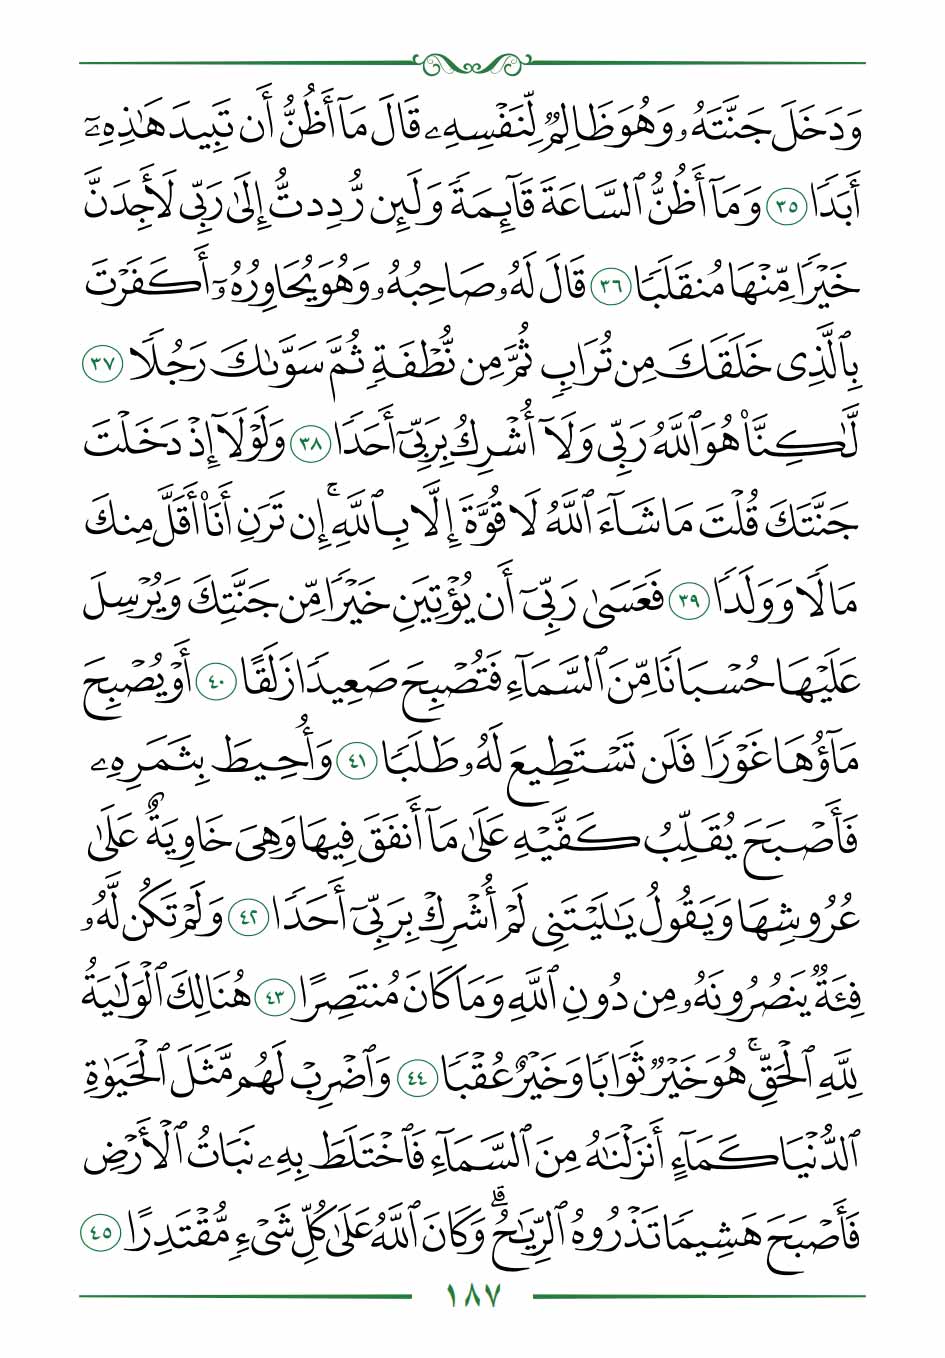 وَدَخَلَ جَنَّتَهُۥ وَهُوَ ظَالِمٞ لِّنَفۡسِهِۦ قَالَ مَآ أَظُنُّ أَن تَبِيدَ هَٰذِهِۦٓ
أَبَدٗا ٣٥ وَمَآ أَظُنُّ ٱلسَّاعَةَ قَآئِمَةٗ وَلَئِن رُّدِدتُّ إِلَىٰ رَبِّي لَأَجِدَنَّ
خَيۡرٗا مِّنۡهَا مُنقَلَبٗا ٣٦ قَالَ لَهُۥ صَاحِبُهُۥ وَهُوَ يُحَاوِرُهُۥٓ أَكَفَرۡتَ
بِٱلَّذِي خَلَقَكَ مِن تُرَابٖ ثُمَّ مِن نُّطۡفَةٖ ثُمَّ سَوَّىٰكَ رَجُلٗا ٣٧
لَّٰكِنَّا۠ هُوَ ٱللَّهُ رَبِّي وَلَآ أُشۡرِكُ بِرَبِّيٓ أَحَدٗا ٣٨ وَلَوۡلَآ إِذۡ دَخَلۡتَ
جَنَّتَكَ قُلۡتَ مَا شَآءَ ٱللَّهُ لَا قُوَّةَ إِلَّا بِٱللَّهِۚ إِن تَرَنِ أَنَا۠ أَقَلَّ مِنكَ
مَالٗا وَوَلَدٗا ٣٩ فَعَسَىٰ رَبِّيٓ أَن يُؤۡتِيَنِ خَيۡرٗا مِّن جَنَّتِكَ وَيُرۡسِلَ
عَلَيۡهَا حُسۡبَانٗا مِّنَ ٱلسَّمَآءِ فَتُصۡبِحَ صَعِيدٗا زَلَقًا ٤٠ أَوۡ يُصۡبِحَ
مَآؤُهَا غَوۡرٗا فَلَن تَسۡتَطِيعَ لَهُۥ طَلَبٗا ٤١ وَأُحِيطَ بِثَمَرِهِۦ
فَأَصۡبَحَ يُقَلِّبُ كَفَّيۡهِ عَلَىٰ مَآ أَنفَقَ فِيهَا وَهِيَ خَاوِيَةٌ عَلَىٰ
عُرُوشِهَا وَيَقُولُ يَٰلَيۡتَنِي لَمۡ أُشۡرِكۡ بِرَبِّيٓ أَحَدٗا ٤٢ وَلَمۡ تَكُن لَّهُۥ
فِئَةٞ يَنصُرُونَهُۥ مِن دُونِ ٱللَّهِ وَمَا كَانَ مُنتَصِرًا ٤٣ هُنَالِكَ ٱلۡوَلَٰيَةُ
لِلَّهِ ٱلۡحَقِّۚ هُوَ خَيۡرٞ ثَوَابٗا وَخَيۡرٌ عُقۡبٗا ٤٤ وَٱضۡرِبۡ لَهُم مَّثَلَ ٱلۡحَيَوٰةِ
ٱلدُّنۡيَا كَمَآءٍ أَنزَلۡنَٰهُ مِنَ ٱلسَّمَآءِ فَٱخۡتَلَطَ بِهِۦ نَبَاتُ ٱلۡأَرۡضِ
فَأَصۡبَحَ هَشِيمٗا تَذۡرُوهُ ٱلرِّيَٰحُۗ وَكَانَ ٱللَّهُ عَلَىٰ كُلِّ شَيۡءٖ مُّقۡتَدِرًا ٤٥
١٨٧